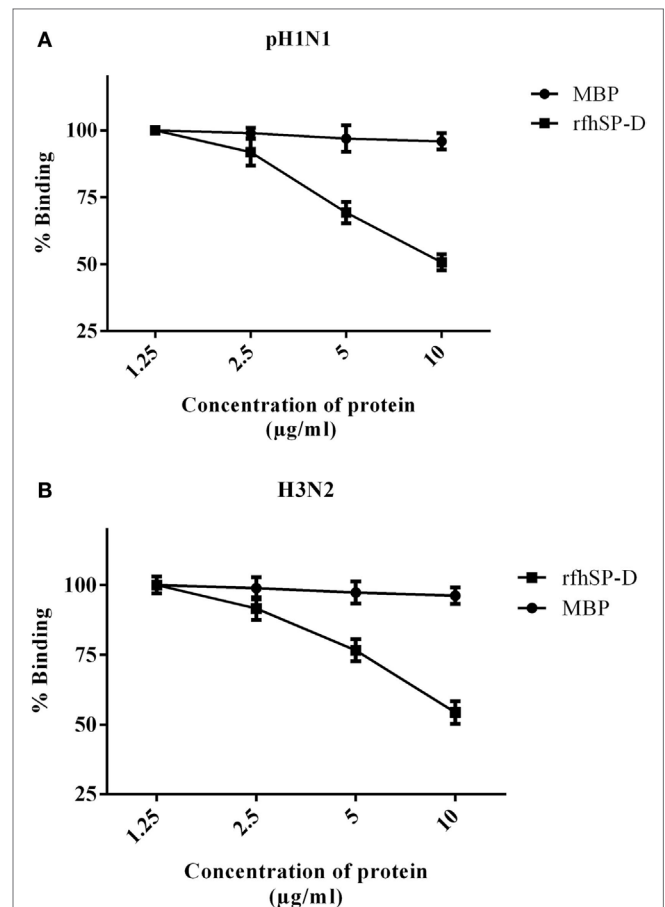 A
pH1N1
MBP
rfhSP-D
100
75
50
25
% Binding
1.25
2.5
5
10
Concentration of protein
(µg/ml)
B
H3N2
rfhSP-D
MBP
100
75
50
25
% Binding
1.25
2.5
5
10
Concentration of protein
(µg/ml)